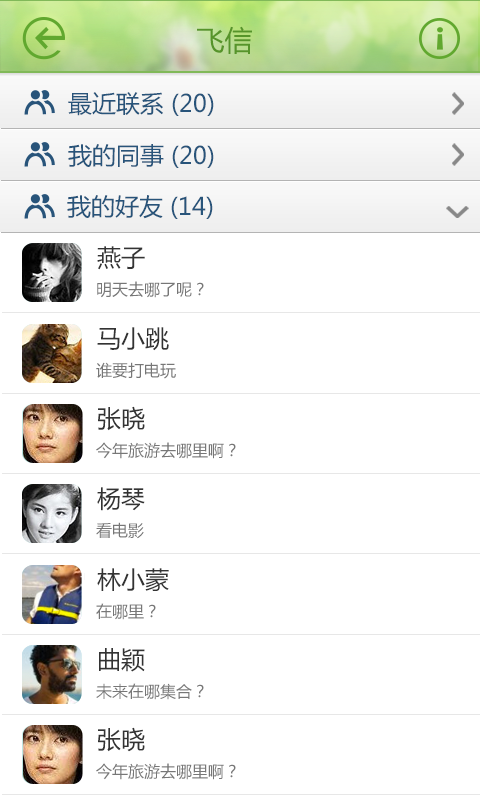 飞信
最近联系 (20)
我的同事 (20)
我的好友 (14)
燕子
明天去哪了呢？
马小跳
谁要打电玩
张晓
今年旅游去哪里啊？
杨琴
看电影
林小蒙
在哪里？
曲颖
未来在哪集合？
张晓
今年旅游去哪里啊？